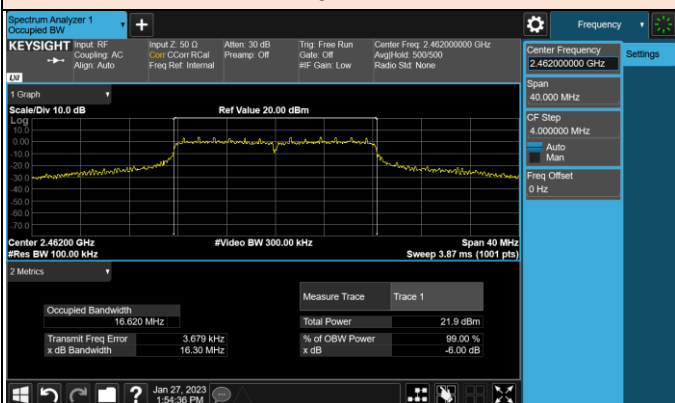 Spectrum Analyzer 1
Occupied BW
Frequency
KEYSIGHT Input: RF
Coupling: AC
Align: Auto
Input Z: 50 Ω
Corr CCorr RCal
Freq Ref: Internal
Atten: 30 dB
Preamp: Off
Trig: Free Run
Gate: Off
#IF Gain: Low
Center Freq: 2.462000000 GHz
Avg|Hold: 500/500
Radio Std: None
LXI
Center Frequency
2.462000000 GHz
Settings
Span
40.000 MHz
CF Step
4.000000 MHz
Auto
Man
Freq Offset
0 Hz
1 Graph
Scale/Div 10.0 dB
Ref Value 20.00 dBm
Log
10.0
0.00
-10.0
-20.0
-30.0
-40.0
-50.0
-60.0
-70.0
Center 2.46200 GHz
#Video BW 300.00 kHz
Span 40 MHz
#Res BW 100.00 kHz
Sweep 3.87 ms (1001 pts)
2 Metrics
Measure Trace
Trace 1
Occupied Bandwidth
16.620 MHz
Total Power
21.9 dBm
Transmit Freq Error
3.679 kHz
% of OBW Power
99.00 %
x dB Bandwidth
16.30 MHz
x dB
-6.00 dB
?
Jan 27, 2023
1:54:36 PM